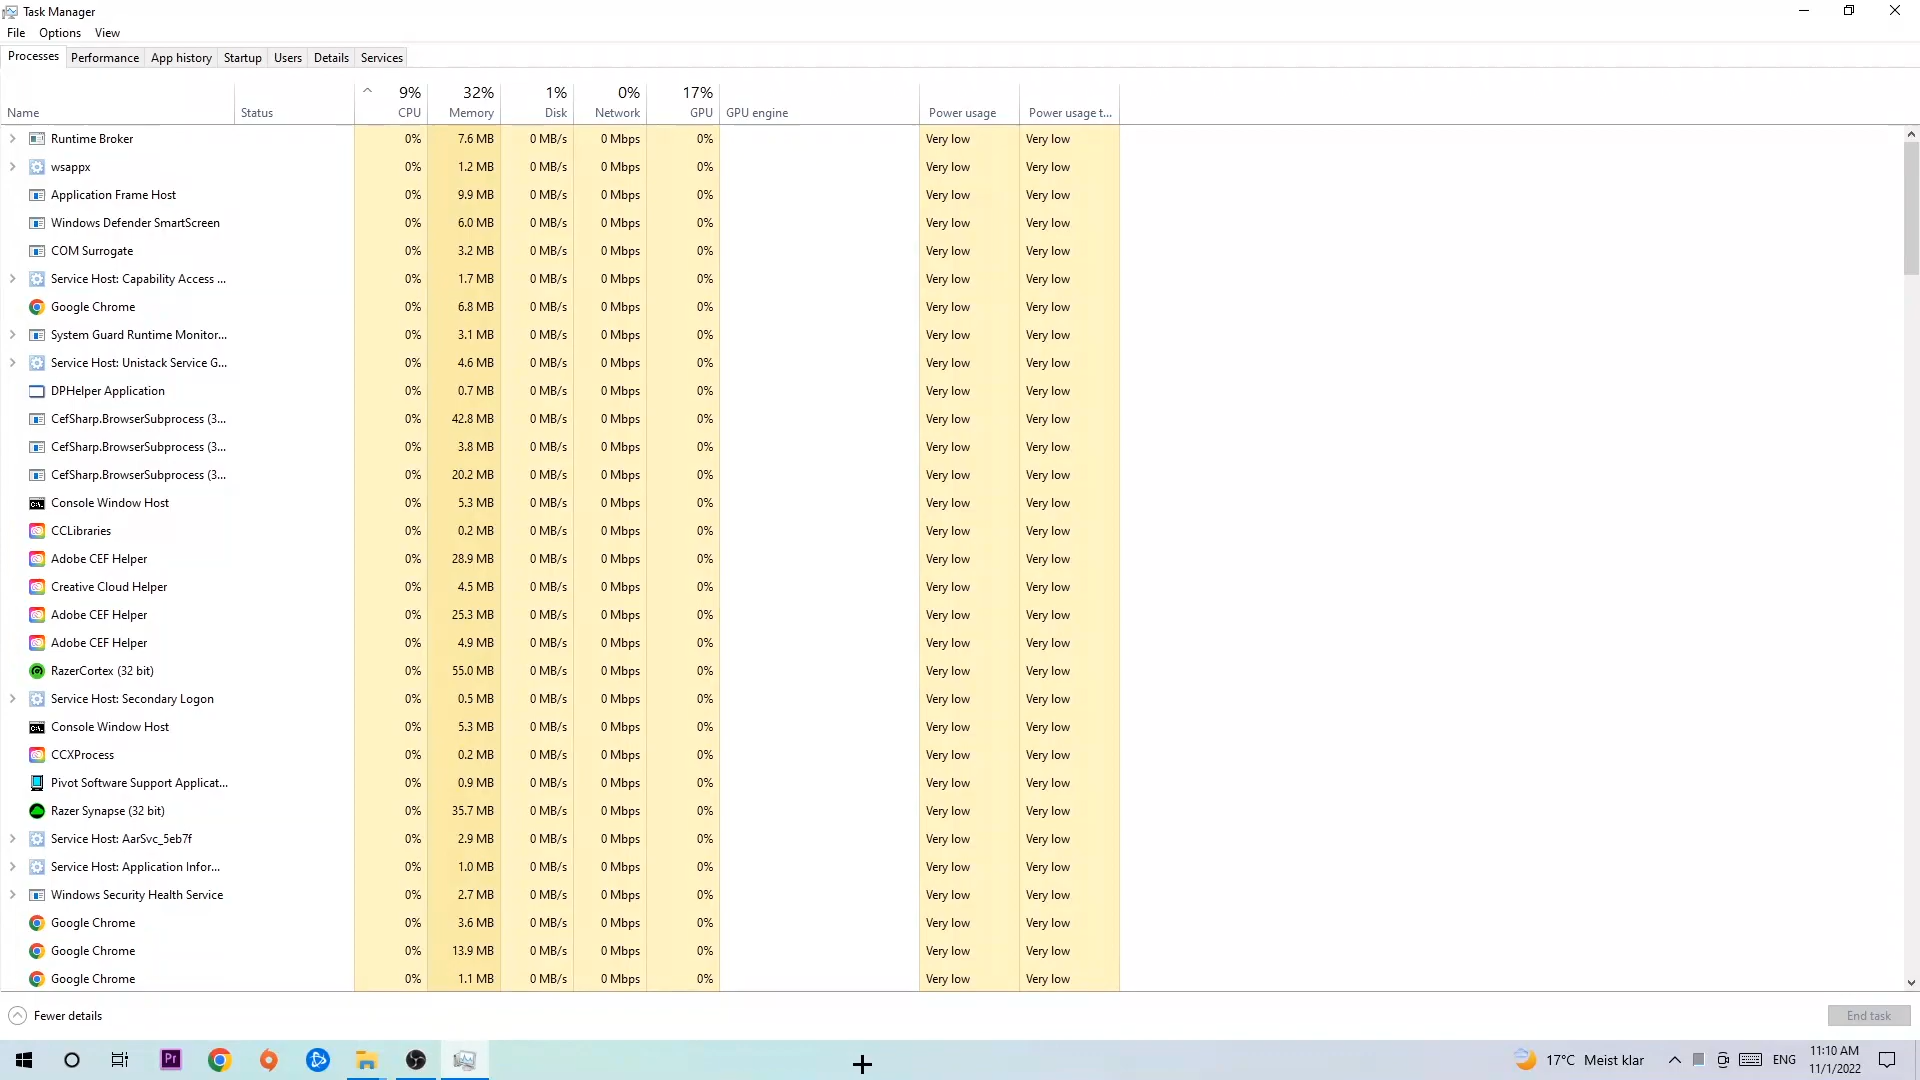 Task Manager
File Options View
Processes Performance App history Startup Users Details Services
9% 32% 1% 0% 17%
Name Status CPU Memory Disk Network GPU GPU engine Power usage Power usage t...
Runtime Broker 0% 7.6 MB 0 MB/s 0 Mbps 0% Very low Very low
wsappx 0% 1.2 MB 0 MB/s 0 Mbps 0% Very low Very low
Application Frame Host 0% 9.9 MB 0 MB/s 0 Mbps 0% Very low Very low
Windows Defender SmartScreen 0% 6.0 MB 0 MB/s 0 Mbps 0% Very low Very low
COM Surrogate 0% 3.2 MB 0 MB/s 0 Mbps 0% Very low Very low
Service Host: Capability Access ... 0% 1.7 MB 0 MB/s 0 Mbps 0% Very low Very low
Google Chrome 0% 6.8 MB 0 MB/s 0 Mbps 0% Very low Very low
System Guard Runtime Monitor... 0% 3.1 MB 0 MB/s 0 Mbps 0% Very low Very low
Service Host: Unistack Service G... 0% 4.6 MB 0 MB/s 0 Mbps 0% Very low Very low
DPHelper Application 0% 0.7 MB 0 MB/s 0 Mbps 0% Very low Very low
CefSharp.BrowserSubprocess (3... 0% 42.8 MB 0 MB/s 0 Mbps 0% Very low Very low
CefSharp.BrowserSubprocess (3... 0% 3.8 MB 0 MB/s 0 Mbps 0% Very low Very low
CefSharp.BrowserSubprocess (3... 0% 20.2 MB 0 MB/s 0 Mbps 0% Very low Very low
Console Window Host 0% 5.3 MB 0 MB/s 0 Mbps 0% Very low Very low
CCLibraries 0% 0.2 MB 0 MB/s 0 Mbps 0% Very low Very low
Adobe CEF Helper 0% 28.9 MB 0 MB/s 0 Mbps 0% Very low Very low
Creative Cloud Helper 0% 4.5 MB 0 MB/s 0 Mbps 0% Very low Very low
Adobe CEF Helper 0% 25.3 MB 0 MB/s 0 Mbps 0% Very low Very low
Adobe CEF Helper 0% 4.9 MB 0 MB/s 0 Mbps 0% Very low Very low
RazerCortex (32 bit) 0% 55.0 MB 0 MB/s 0 Mbps 0% Very low Very low
Service Host: Secondary Logon 0% 0.5 MB 0 MB/s 0 Mbps 0% Very low Very low
Console Window Host 0% 5.3 MB 0 MB/s 0 Mbps 0% Very low Very low
CCXProcess 0% 0.2 MB 0 MB/s 0 Mbps 0% Very low Very low
Pivot Software Support Applicat... 0% 0.9 MB 0 MB/s 0 Mbps 0% Very low Very low
Razer Synapse (32 bit) 0% 35.7 MB 0 MB/s 0 Mbps 0% Very low Very low
Service Host: AarSvc_5eb7f 0% 2.9 MB 0 MB/s 0 Mbps 0% Very low Very low
Service Host: Application Infor... 0% 1.0 MB 0 MB/s 0 Mbps 0% Very low Very low
Windows Security Health Service 0% 2.7 MB 0 MB/s 0 Mbps 0% Very low Very low
Google Chrome 0% 3.6 MB 0 MB/s 0 Mbps 0% Very low Very low
Google Chrome 0% 13.9 MB 0 MB/s 0 Mbps 0% Very low Very low
Google Chrome 0% 1.1 MB 0 MB/s 0 Mbps 0% Very low Very low
Fewer details End task
Pr 17°C Meist klar ENG 11:10 AM
11/1/2022